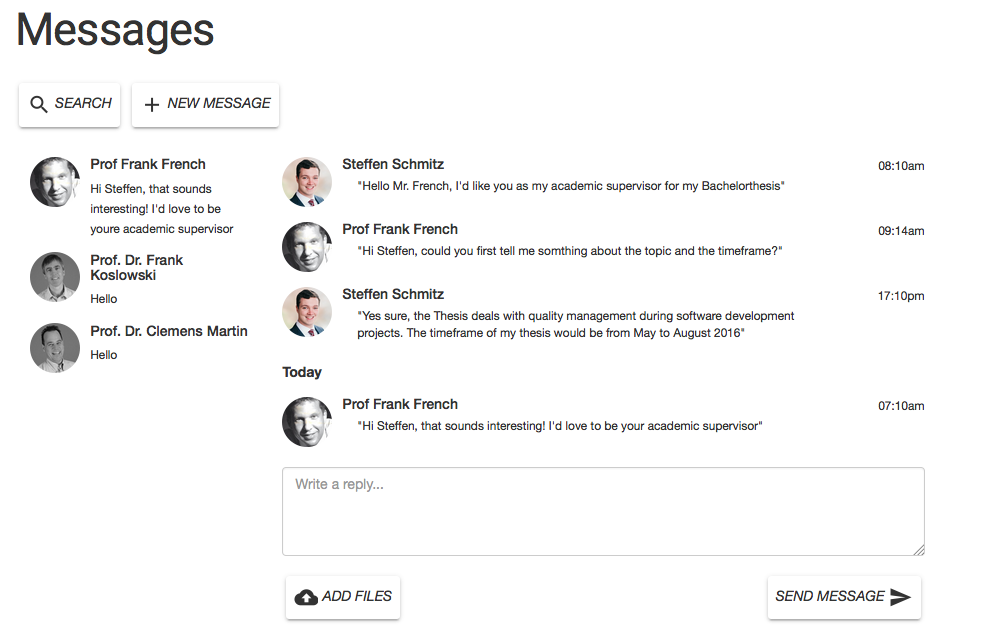 Messages
SEARCH
NEW MESSAGE
Prof Frank French
Hi Steffen, that sounds
interesting! I'd love to be
youre academic supervisor
Prof. Dr. Frank
Koslowski
Hello
Prof. Dr. Clemens Martin
Hello
Steffen Schmitz 08:10am
"Hello Mr. French, I'd like you as my academic supervisor for my Bachelorthesis"
Prof Frank French 09:14am
"Hi Steffen, could you first tell me somthing about the topic and the timeframe?"
Steffen Schmitz 17:10pm
"Yes sure, the Thesis deals with quality management during software development
projects. The timeframe of my thesis would be from May to August 2016"
Today
Prof Frank French 07:10am
"Hi Steffen, that sounds interesting! I'd love to be your academic supervisor"
Write a reply...
ADD FILES
SEND MESSAGE